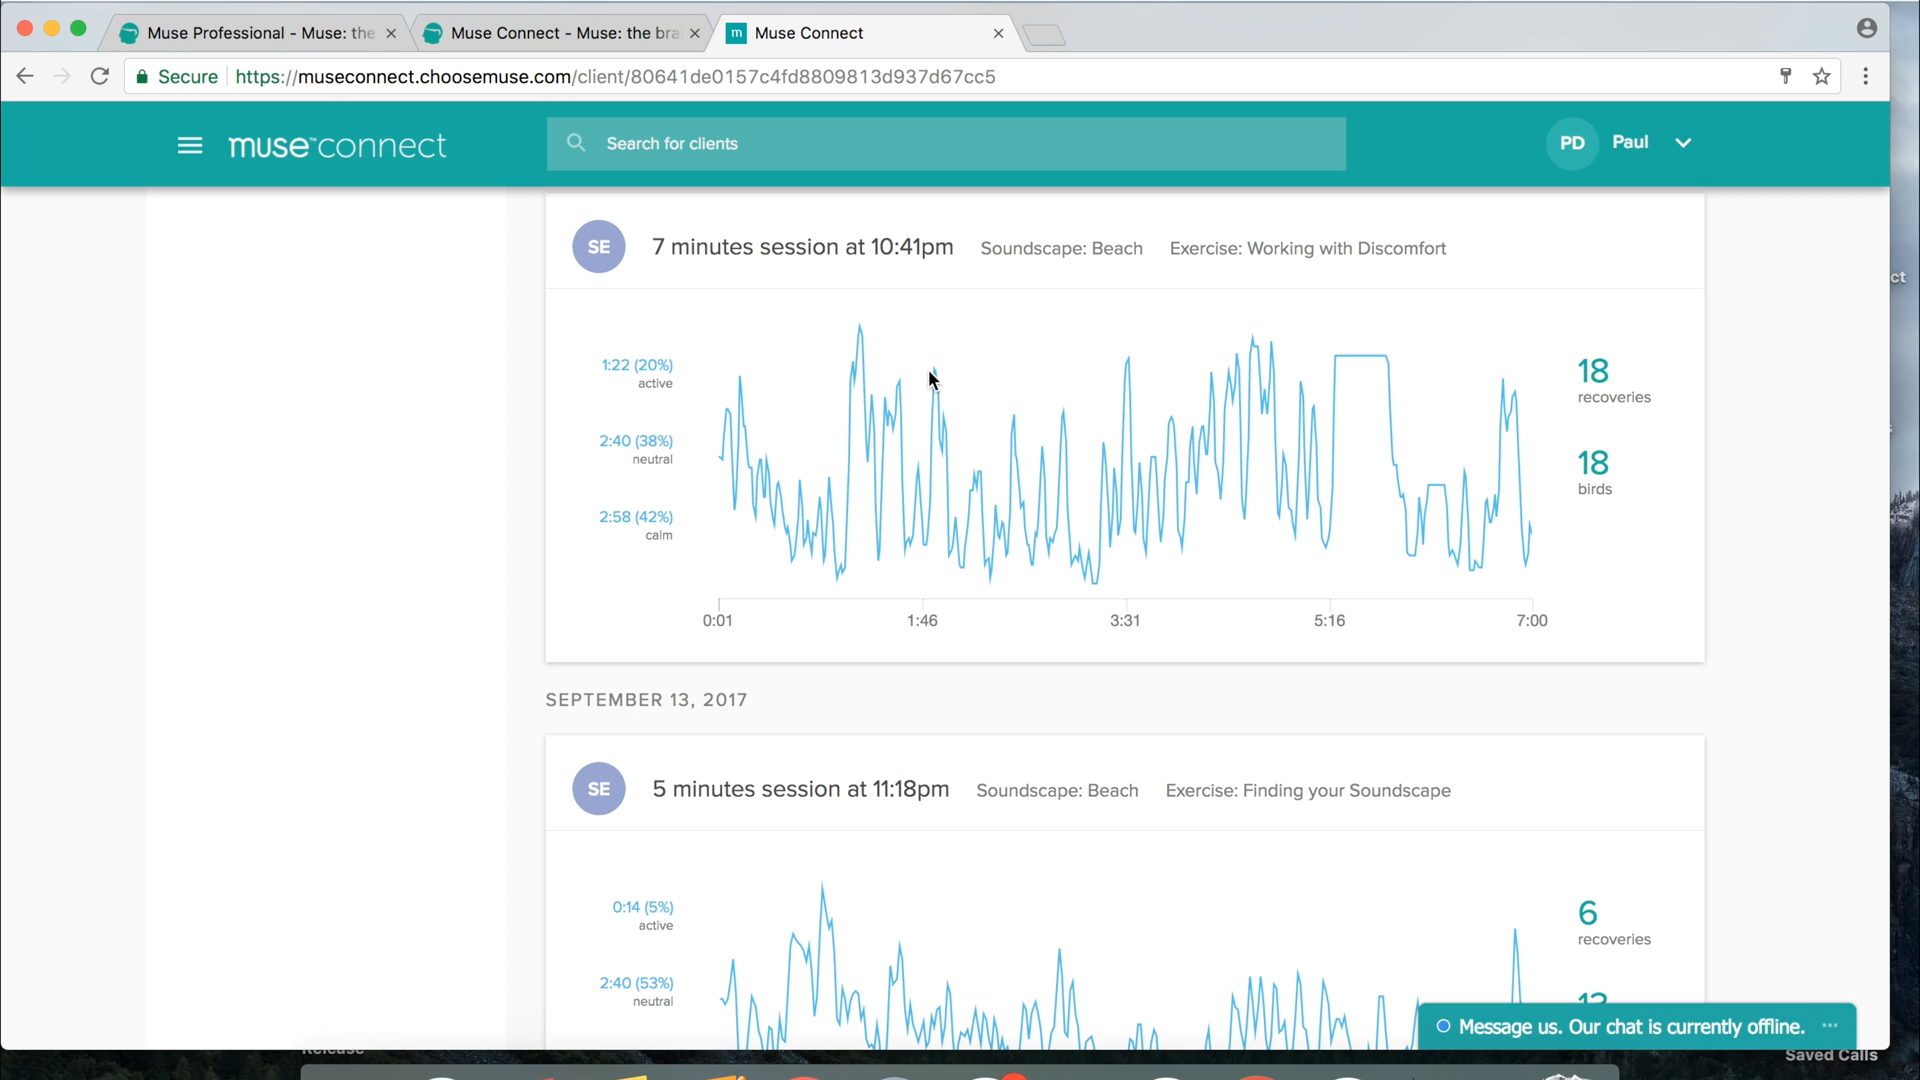 Muse Professional - Muse: the
Muse Connect - Muse: the bra
m Muse Connect
Secure https://museconnect.choosemuse.com/client/80641de0157c4fd8809813d937d67cc5
muse™connect
Search for clients
PD Paul
ct
SE 7 minutes session at 10:41pm Soundscape: Beach Exercise: Working with Discomfort
1:22 (20%)
active
2:40 (38%)
neutral
2:58 (42%)
calm
18
recoveries
18
birds
0:01 1:46 3:31 5:16 7:00
SEPTEMBER 13, 2017
SE 5 minutes session at 11:18pm Soundscape: Beach Exercise: Finding your Soundscape
0:14 (5%)
active
2:40 (53%)
neutral
6
recoveries
Message us. Our chat is currently offline.
Release
Saved Calls